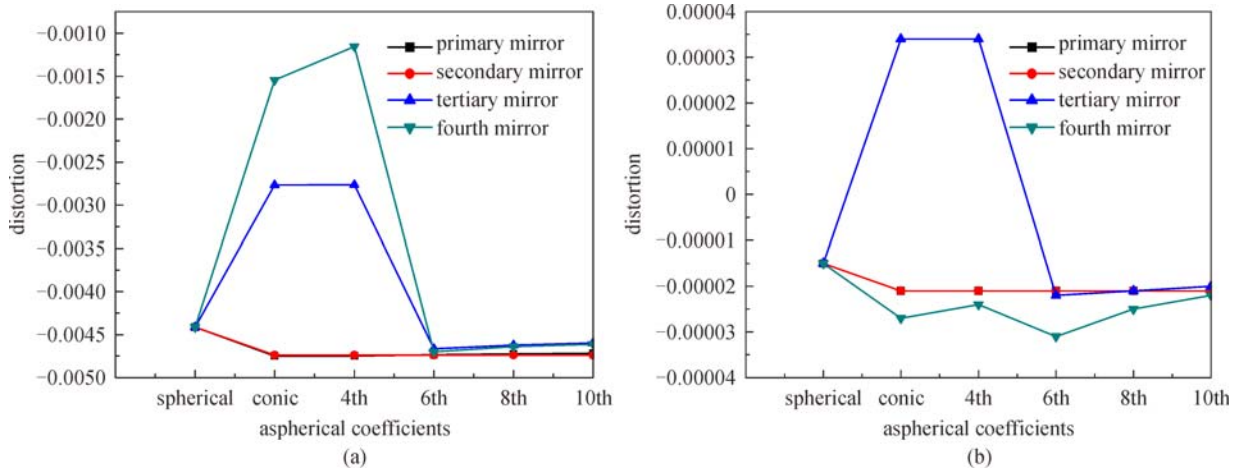 −0.0010
−0.0015
−0.0020
−0.0025
−0.0030
−0.0035
−0.0040
−0.0045
−0.0050
distortion
primary mirror
secondary mirror
tertiary mirror
fourth mirror
spherical conic 4th 6th 8th 10th
aspherical coefficients
(a)
0.00004
0.00003
0.00002
0.00001
0
−0.00001
−0.00002
−0.00003
−0.00004
distortion
primary mirror
secondary mirror
tertiary mirror
fourth mirror
spherical conic 4th 6th 8th 10th
aspherical coefficients
(b)